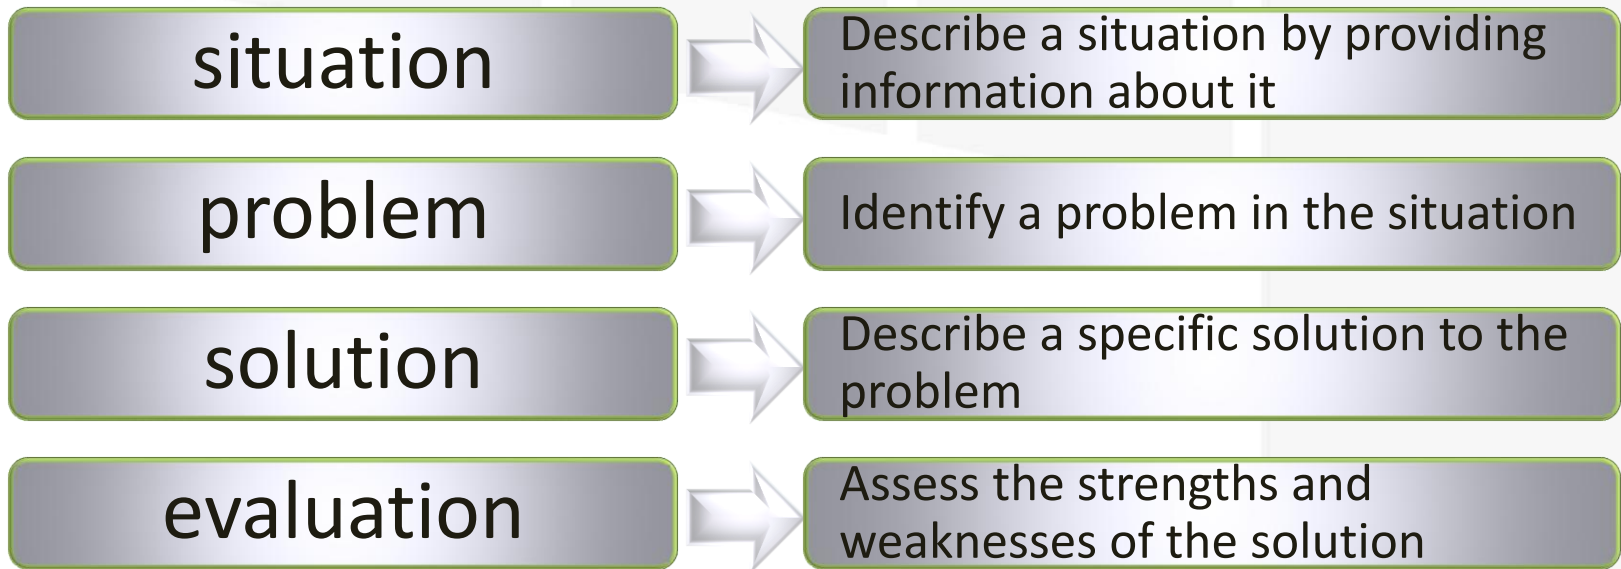 situation
Describe a situation by providing
information about it
problem
Identify a problem in the situation
solution
Describe a specific solution to the
problem
evaluation
Assess the strengths and
weaknesses of the solution